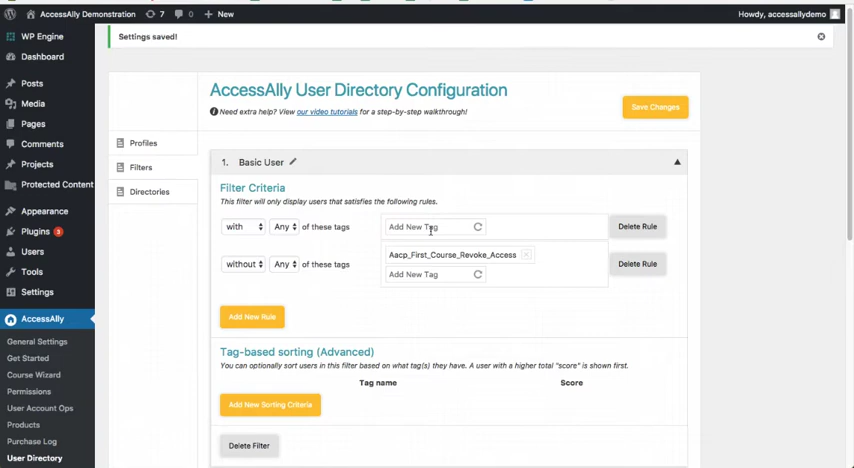 AccessAlly Demonstration 7 0 + New Howdy, accessallydemo
WP Engine
Dashboard
Posts
Media
Pages
Comments
Projects
Protected Content
Appearance
Plugins 3
Users
Tools
Settings
AccessAlly
General Settings
Get Started
Course Wizard
Permissions
User Account Ops
Products
Purchase Log
User Directory
Settings saved!
Profiles
Filters
Directories
AccessAlly User Directory Configuration
Need extra help? View our video tutorials for a step-by-step walkthrough!
Save Changes
1. Basic User
Filter Criteria
This filter will only display users that satisfies the following rules.
with Any of these tags Add New Tag Delete Rule
without Any of these tags Aacp_First_Course_Revoke_Access x Delete Rule
Add New Tag
Add New Rule
Tag-based sorting (Advanced)
You can optionally sort users in this filter based on what tag(s) they have. A user with a higher total "score" is shown first.
Tag name Score
Add New Sorting Criteria
Delete Filter